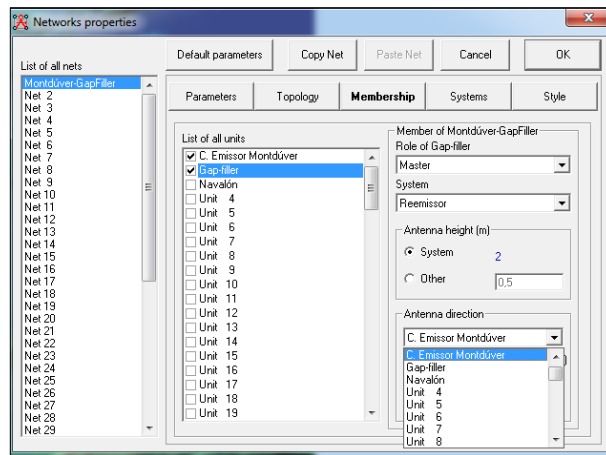 Networks properties
Default parameters
Copy Net
Paste Net
Cancel
OK
List of all nets
Montdúver-GapFiller
Net 2
Net 3
Net 4
Net 5
Net 6
Net 7
Net 8
Net 9
Net 10
Net 11
Net 12
Net 13
Net 14
Net 15
Net 16
Net 17
Net 18
Net 19
Net 20
Net 21
Net 22
Net 23
Net 24
Net 25
Net 26
Net 27
Net 28
Net 29
Parameters
Topology
Membership
Systems
Style
List of all units
C. Emissor Montdúver
Gap-filler
Navalón
Unit 4
Unit 5
Unit 6
Unit 7
Unit 8
Unit 9
Unit 10
Unit 11
Unit 12
Unit 13
Unit 14
Unit 15
Unit 16
Unit 17
Unit 18
Unit 19
Member of Montdúver-GapFiller
Role of Gap-filler
Master
System
Reemissor
Antenna height (m)
System 2
Other 0,5
Antenna direction
C. Emissor Montdúver
C. Emissor Montdúver
Gap-filler
Navalón
Unit 4
Unit 5
Unit 6
Unit 7
Unit 8